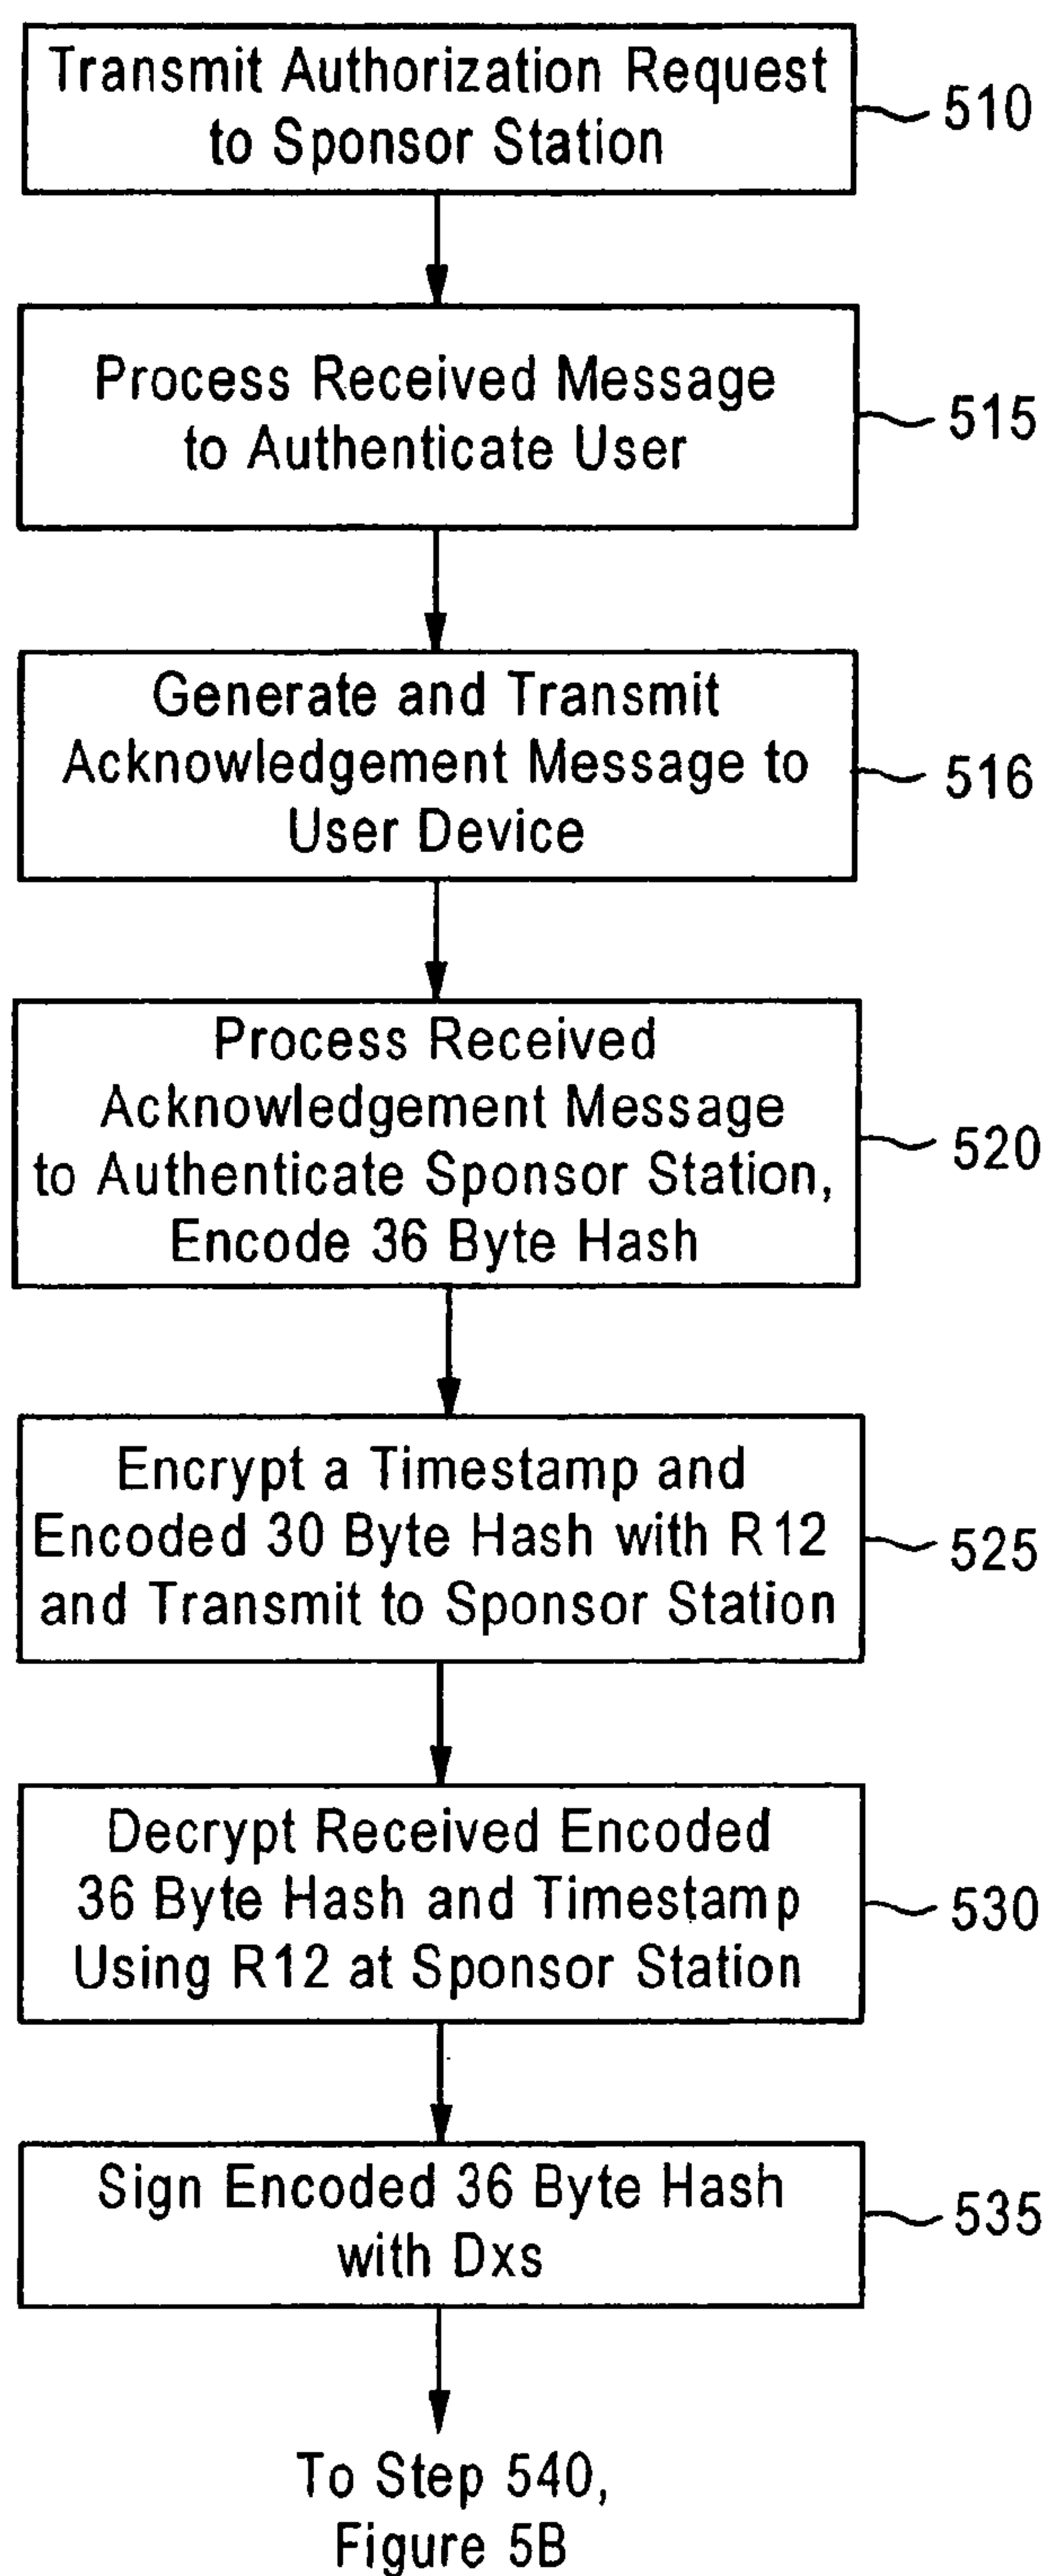 Transmit Authorization Request
to Sponsor Station
510
Process Received Message
to Authenticate User
515
Generate and Transmit
Acknowledgement Message to
User Device
516
Process Received
Acknowledgement Message
to Authenticate Sponsor Station,
Encode 36 Byte Hash
520
Encrypt a Timestamp and
Encoded 30 Byte Hash with R12
and Transmit to Sponsor Station
525
Decrypt Received Encoded
36 Byte Hash and Timestamp
Using R12 at Sponsor Station
530
Sign Encoded 36 Byte Hash
with Dxs
535
To Step 540,
Figure 5B